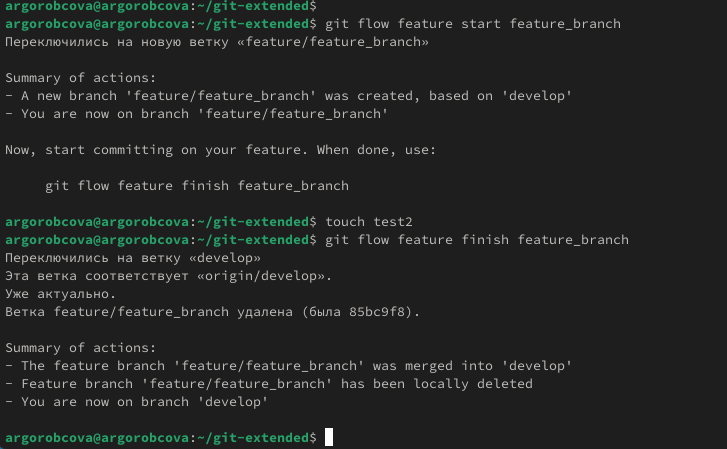 argorobcova@argorobcova:~/git-extended$
argorobcova@argorobcova:~/git-extended$ git flow feature start feature_branch
Переключились на новую ветку «feature/feature_branch»
Summary of actions:
- A new branch 'feature/feature_branch' was created, based on 'develop'
- You are now on branch 'feature/feature_branch'
Now, start committing on your feature. When done, use:
git flow feature finish feature_branch
argorobcova@argorobcova:~/git-extended$ touch test2
argorobcova@argorobcova:~/git-extended$ git flow feature finish feature_branch
Переключились на ветку «develop»
Эта ветка соответствует «origin/develop».
Уже актуально.
Ветка feature/feature_branch удалена (была 85bc9f8).
Summary of actions:
- The feature branch 'feature/feature_branch' was merged into 'develop'
- Feature branch 'feature/feature_branch' has been locally deleted
- You are now on branch 'develop'
argorobcova@argorobcova:~/git-extended$